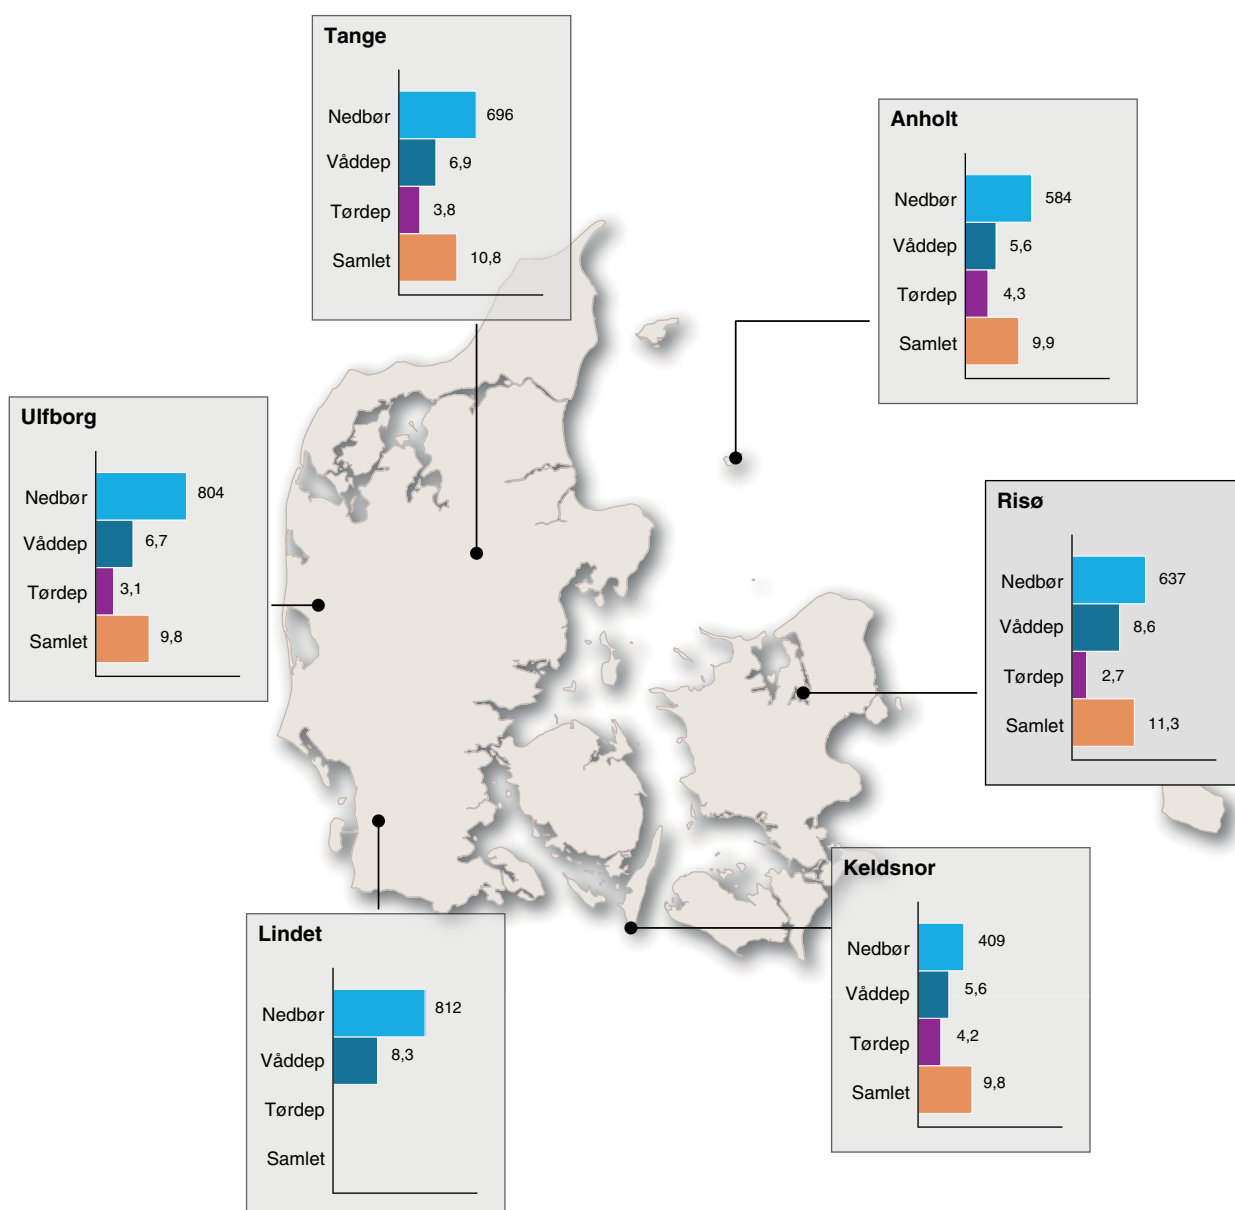 Tange
Nedbør 696
Våddep 6,9
Tørdep 3,8
Samlet 10,8
Anholt
Nedbør 584
Våddep 5,6
Tørdep 4,3
Samlet 9,9
Ulfborg
Nedbør 804
Våddep 6,7
Tørdep 3,1
Samlet 9,8
Risø
Nedbør 637
Våddep 8,6
Tørdep 2,7
Samlet 11,3
Keldsnor
Nedbør 409
Våddep 5,6
Tørdep 4,2
Samlet 9,8
Lindet
Nedbør 812
Våddep 8,3
Tørdep
Samlet